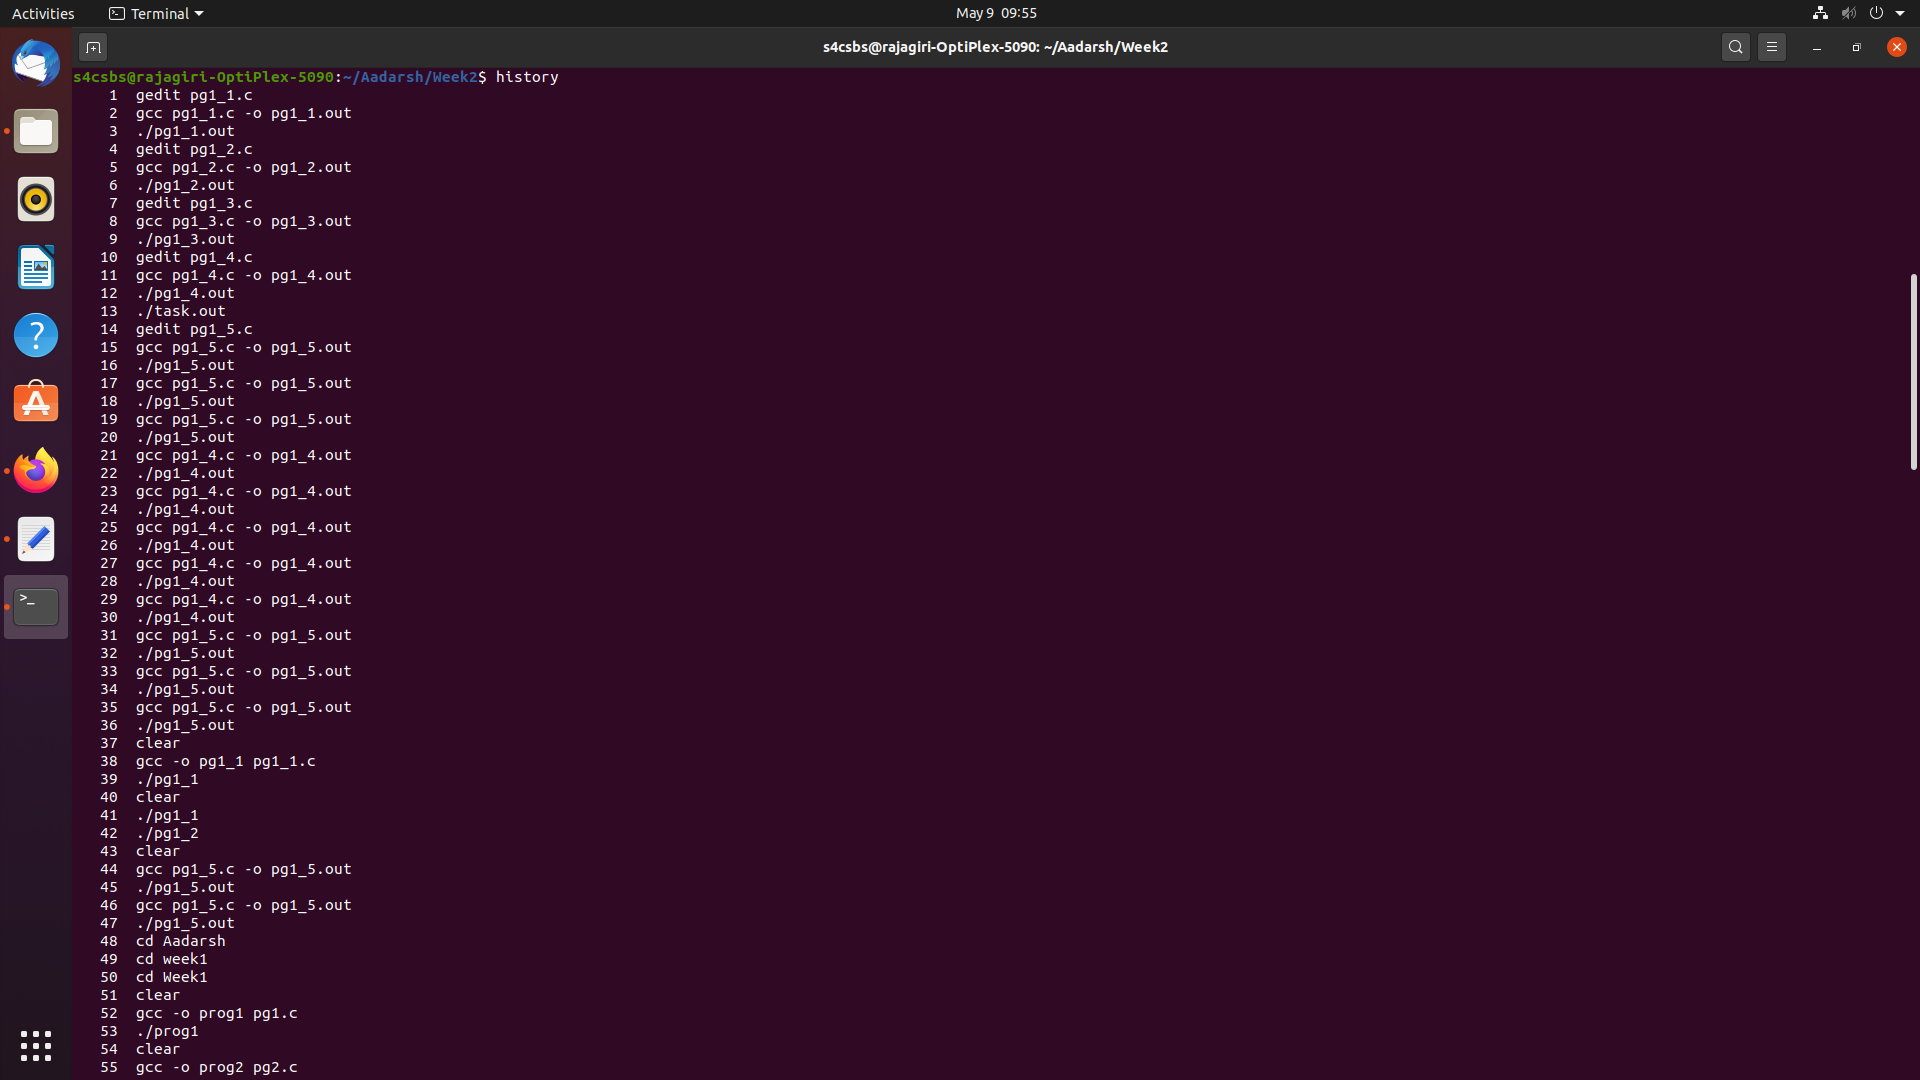 Activities Terminal May 9 09:55
s4csbs@rajagiri-OptiPlex-5090: ~/Aadarsh/Week2
s4csbs@rajagiri-OptiPlex-5090:~/Aadarsh/Week2$ history
1 gedit pg1_1.c
2 gcc pg1_1.c -o pg1_1.out
3 ./pg1_1.out
4 gedit pg1_2.c
5 gcc pg1_2.c -o pg1_2.out
6 ./pg1_2.out
7 gedit pg1_3.c
8 gcc pg1_3.c -o pg1_3.out
9 ./pg1_3.out
10 gedit pg1_4.c
11 gcc pg1_4.c -o pg1_4.out
12 ./pg1_4.out
13 ./task.out
14 gedit pg1_5.c
15 gcc pg1_5.c -o pg1_5.out
16 ./pg1_5.out
17 gcc pg1_5.c -o pg1_5.out
18 ./pg1_5.out
19 gcc pg1_5.c -o pg1_5.out
20 ./pg1_5.out
21 gcc pg1_4.c -o pg1_4.out
22 ./pg1_4.out
23 gcc pg1_4.c -o pg1_4.out
24 ./pg1_4.out
25 gcc pg1_4.c -o pg1_4.out
26 ./pg1_4.out
27 gcc pg1_4.c -o pg1_4.out
28 ./pg1_4.out
29 gcc pg1_4.c -o pg1_4.out
30 ./pg1_4.out
31 gcc pg1_5.c -o pg1_5.out
32 ./pg1_5.out
33 gcc pg1_5.c -o pg1_5.out
34 ./pg1_5.out
35 gcc pg1_5.c -o pg1_5.out
36 ./pg1_5.out
37 clear
38 gcc -o pg1_1 pg1_1.c
39 ./pg1_1
40 clear
41 ./pg1_1
42 ./pg1_2
43 clear
44 gcc pg1_5.c -o pg1_5.out
45 ./pg1_5.out
46 gcc pg1_5.c -o pg1_5.out
47 ./pg1_5.out
48 cd Aadarsh
49 cd week1
50 cd Week1
51 clear
52 gcc -o prog1 pg1.c
53 ./prog1
54 clear
55 gcc -o prog2 pg2.c